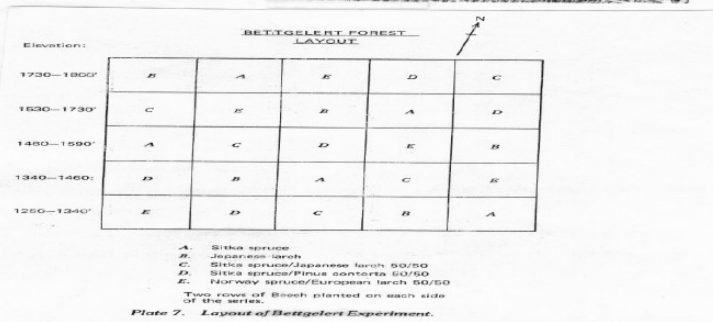 N
BETTGELERT FOREST
LAYOUT
Elevation:
1730—1800' B A E D C
1530—1730' C E B A D
1460—1590' A C D E B
1340—1460: D B A C E
1250—1340' E D C B A
A. Sitka spruce
B. Japanese larch
C. Sitka spruce/Japanese larch 50/50
D. Sitka spruce/Pinus contorta 50/50
E. Norway spruce/European larch 50/50
Two rows of Beech planted on each side
of the series.
Plate 7. Layout of Bettgelert Experiment.